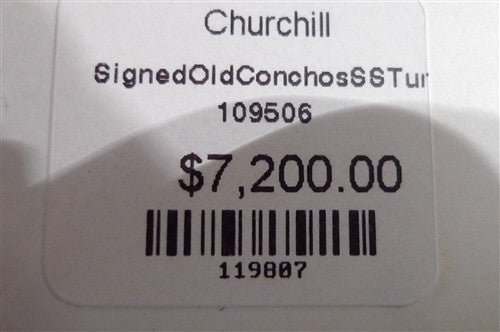 Churchill
SignedOldConchosSSTur
109506
$7,200.00
119807